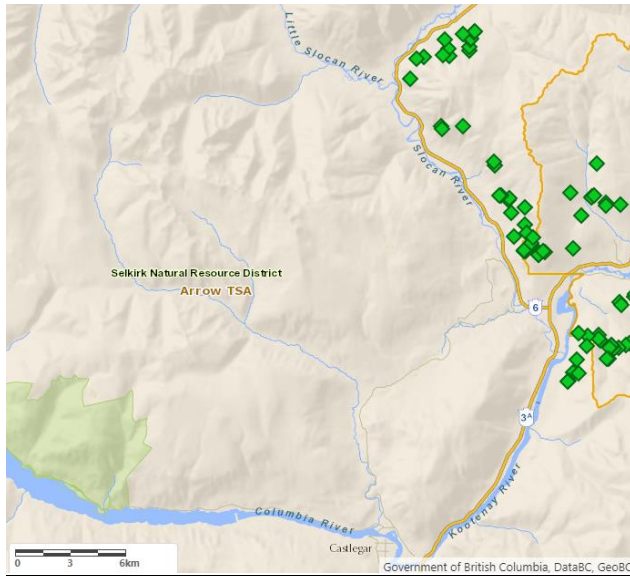 Little Slocan River
Slocan River
Selkirk Natural Resource District
Arrow TSA
6
3A
Kootenay River
Columbia River
Castlegar
0 3 6km
Government of British Columbia, DataBC, GeoBC